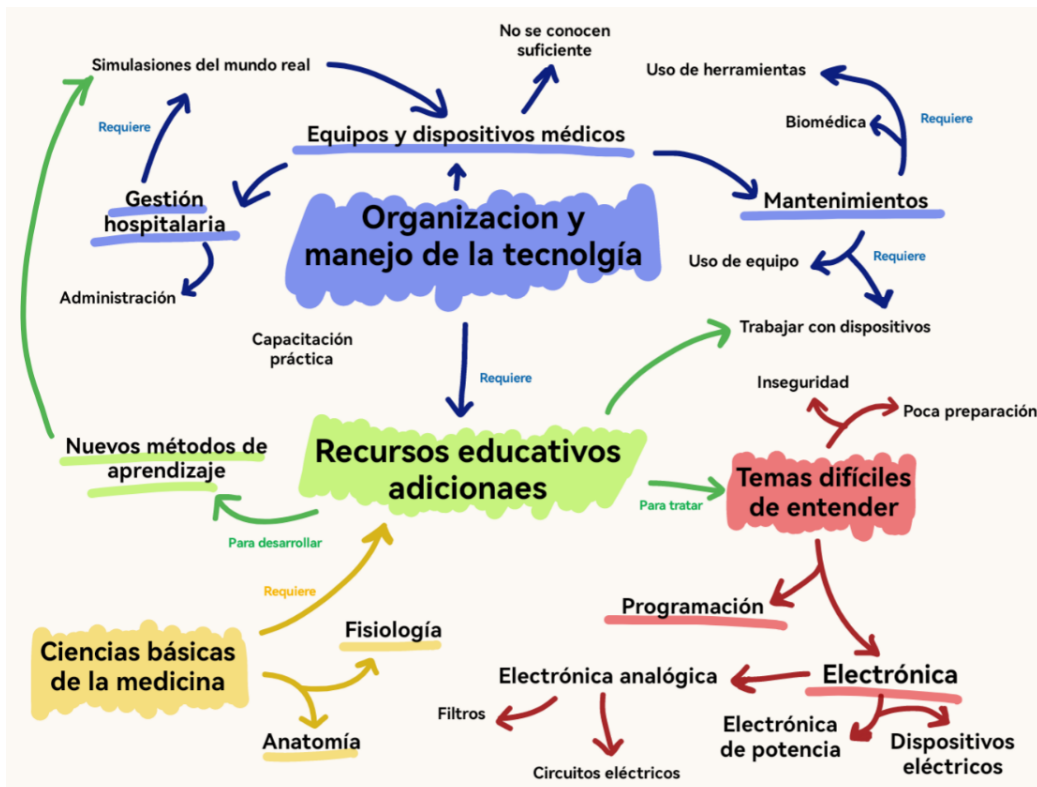 No se conocen
suficiente
Simulasiones del mundo real
Uso de herramientas
Requiere
Biomédica
Requiere
Equipos y dispositivos médicos
Gestión
hospitalaria
Mantenimientos
Organizacion y
manejo de la tecnolgía
Uso de equipo
Requiere
Administración
Trabajar con dispositivos
Capacitación
práctica
Requiere
Inseguridad
Poca preparación
Nuevos métodos de
aprendizaje
Recursos educativos
adicionaes
Temas difíciles
de entender
Para tratar
Para desarrollar
Requiere
Programación
Fisiología
Ciencias básicas
de la medicina
Electrónica analógica
Electrónica
Filtros
Electrónica
de potencia
Dispositivos
eléctricos
Anatomía
Circuitos eléctricos